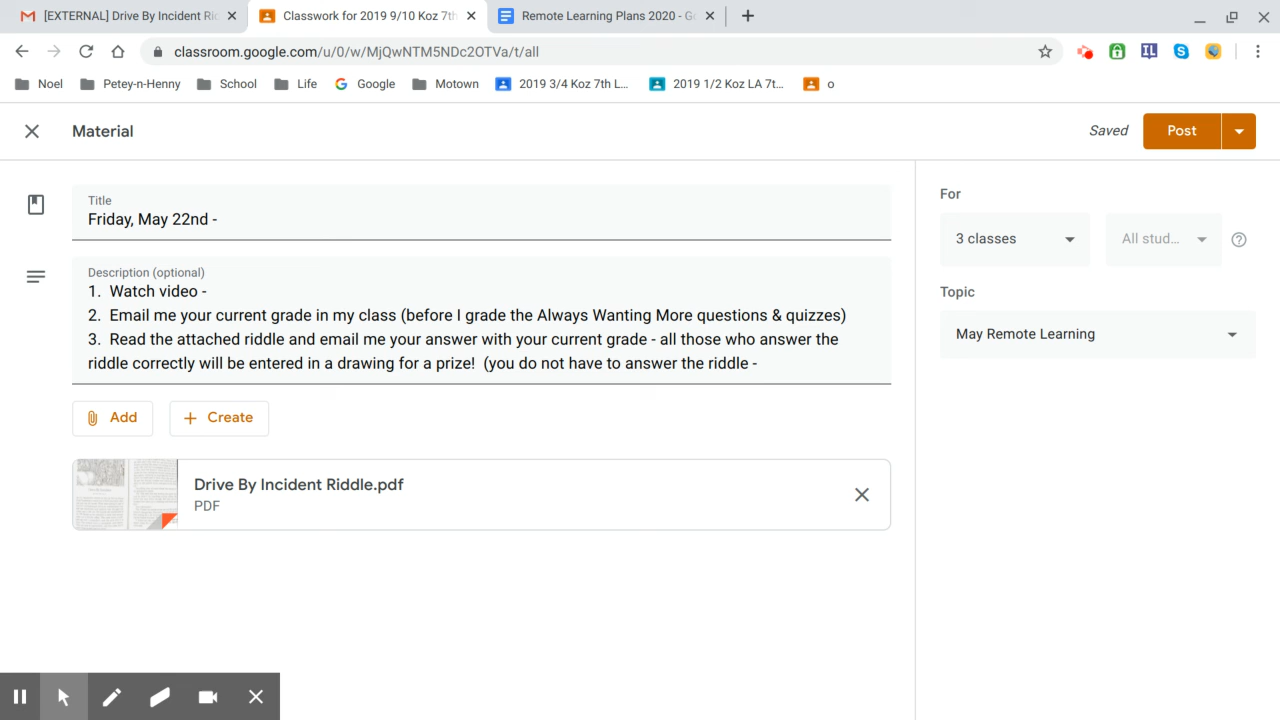 [EXTERNAL] Drive By Incident Ri
Classwork for 2019 9/10 Koz 7th
Remote Learning Plans 2020 - G
classroom.google.com/u/0/w/MjQwNTM5NDc2OTVa/t/all
Noel
Petey-n-Henny
School
Life
Google
Motown
2019 3/4 Koz 7th L...
2019 1/2 Koz LA 7t...
o
Material
Saved
Post
Title
Friday, May 22nd -
Description (optional)
1. Watch video -
2. Email me your current grade in my class (before I grade the Always Wanting More questions & quizzes)
3. Read the attached riddle and email me your answer with your current grade - all those who answer the
riddle correctly will be entered in a drawing for a prize! (you do not have to answer the riddle -
Add
Create
Drive By Incident Riddle.pdf
PDF
For
3 classes
All stud...
Topic
May Remote Learning